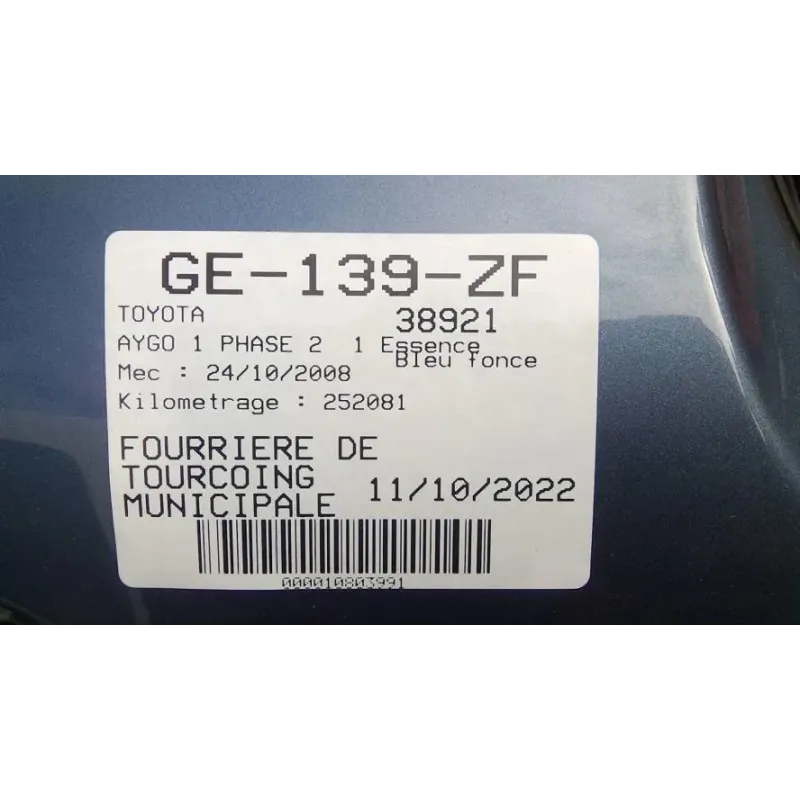 GE-139-ZF
TOYOTA 38921
AYGO 1 PHASE 2 1 Essence
Bleu fonce
Mec : 24/10/2008
Kilometrage : 252081
FOURRIERE DE
TOURCOING
MUNICIPALE 11/10/2022
000010803991